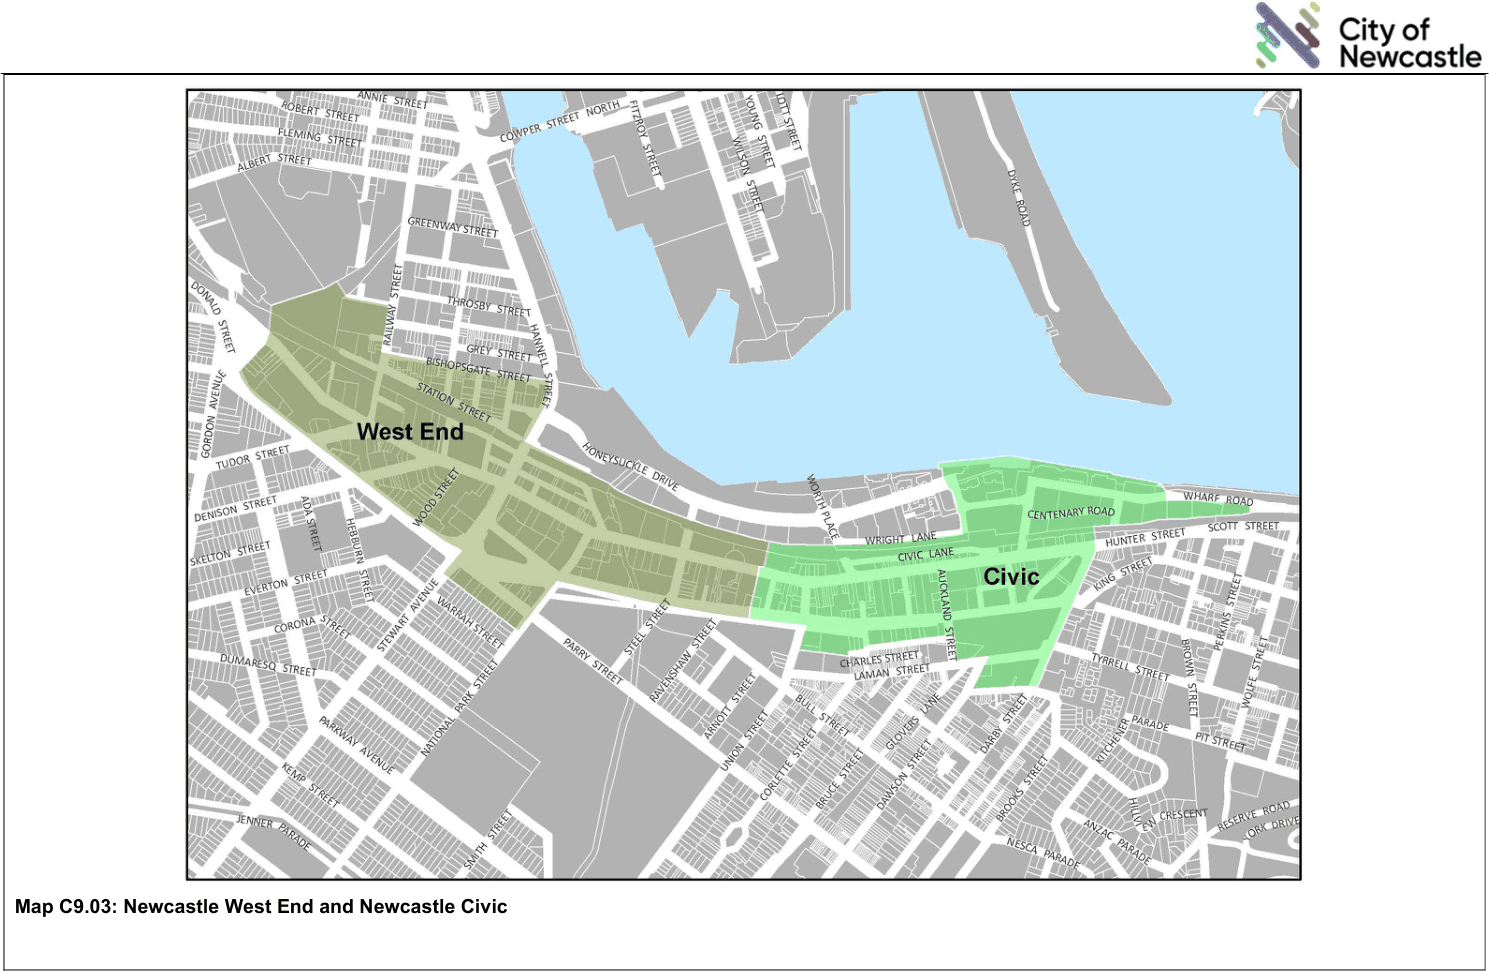 City of
Newcastle
ANNIE STREET
ROBERT STREET
FLEMING STREET
ALBERT STREET
COWPER STREET NORTH
FITZROY STREET
YOUNG STREET
WILSON STREET
DYKE ROAD
GREENWAY STREET
DONALD STREET
RAILWAY STREET
THROSBY STREET
HANNELL STREET
GREY STREET
BISHOPSGATE STREET
STATION STREET
GORDON AVENUE
West End
TUDOR STREET
HONEYSUCKLE DRIVE
WOOD STREET
WORTH PLACE
WHARF ROAD
CENTENARY ROAD
DENISON STREET
ADA STREET
HEBBURN STREET
SCOTT STREET
HUNTER STREET
WRIGHT LANE
CIVIC LANE
SKELTON STREET
Civic
KING STREET
EVERTON STREET
AUCKLAND STREET
PERKINS STREET
STEWART AVENUE
WARRAH STREET
CORONA STREET
STEEL STREET
PARRY STREET
RAVENSHAW STREET
CHARLES STREET
LAMAN STREET
TYRRELL STREET
BROWN STREET
WOLFE STREET
DUMARESQ STREET
NATIONAL PARK STREET
ARNOTT STREET
UNION STREET
BULL STREET
GLOVERS LANE
DARBY STREET
KITCHENER PARADE
PIT STREET
PARKWAY AVENUE
CORLETTE STREET
BRUCE STREET
DAWSON STREET
BROOKS STREET
KEMP STREET
CRESCENT
RESERVE ROAD
YORK DRIVE
JENNER PARADE
SMITH STREET
NESCA PARADE
ANZAC PARADE
Map C9.03: Newcastle West End and Newcastle Civic